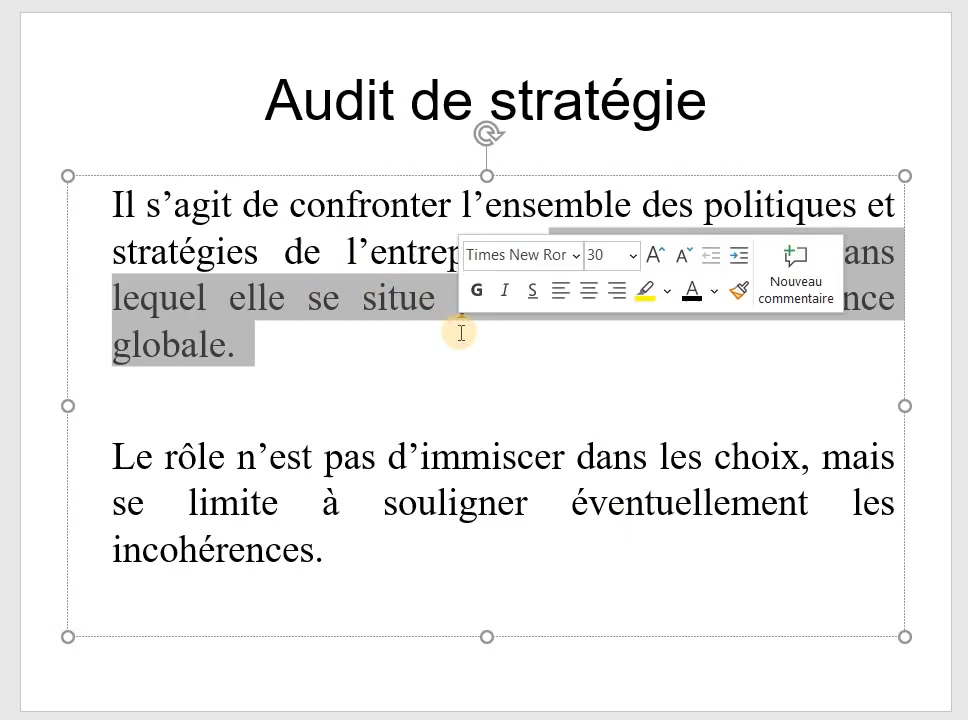 Audit de stratégie
Il s’agit de confronter l’ensemble des politiques et
stratégies de l’entrep ans
Times New Ror 30
lequel elle se situe nce
G I S A Nouveau
commentaire
globale.
Le rôle n’est pas d’immiscer dans les choix, mais
se limite à souligner éventuellement les
incohérences.